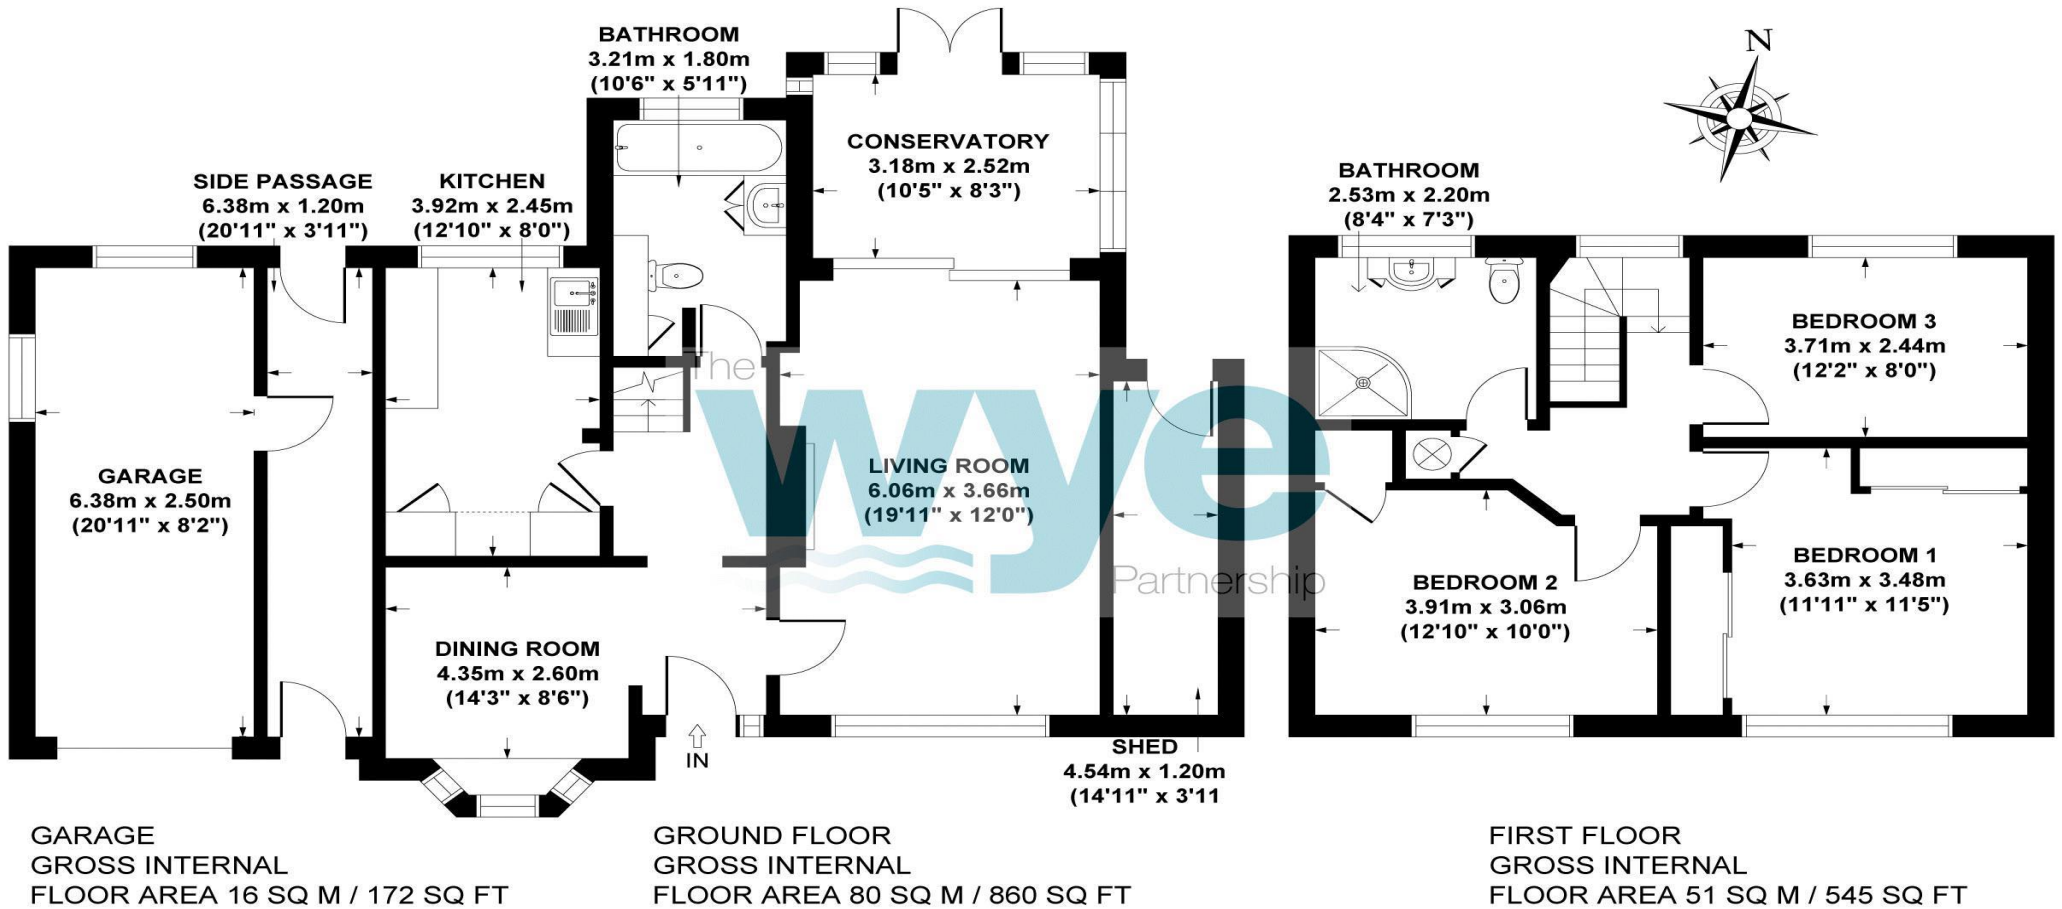 BATHROOM
3.21m x 1.80m
(10'6" x 5'11")
N
CONSERVATORY
3.18m x 2.52m
(10'5" x 8'3")
SIDE PASSAGE
6.38m x 1.20m
(20'11" x 3'11")
KITCHEN
3.92m x 2.45m
(12'10" x 8'0")
BATHROOM
2.53m x 2.20m
(8'4" x 7'3")
BEDROOM 3
3.71m x 2.44m
(12'2" x 8'0")
The
wye
Partnership
GARAGE
6.38m x 2.50m
(20'11" x 8'2")
LIVING ROOM
6.06m x 3.66m
(19'11" x 12'0")
BEDROOM 2
3.91m x 3.06m
(12'10" x 10'0")
BEDROOM 1
3.63m x 3.48m
(11'11" x 11'5")
DINING ROOM
4.35m x 2.60m
(14'3" x 8'6")
IN
SHED
4.54m x 1.20m
(14'11" x 3'11
GARAGE
GROSS INTERNAL
FLOOR AREA 16 SQ M / 172 SQ FT
GROUND FLOOR
GROSS INTERNAL
FLOOR AREA 80 SQ M / 860 SQ FT
FIRST FLOOR
GROSS INTERNAL
FLOOR AREA 51 SQ M / 545 SQ FT